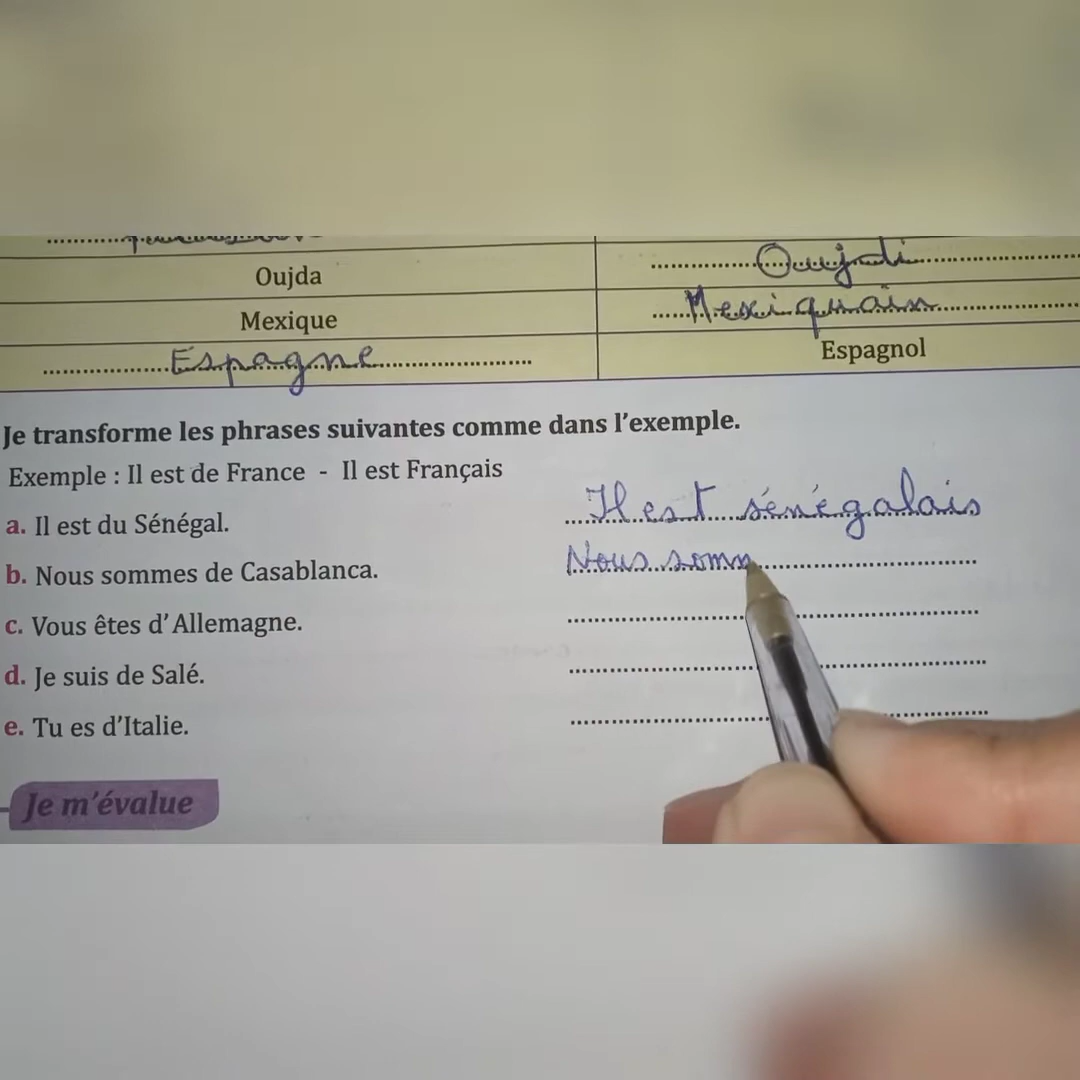 Oujda Oujdi
Mexique Mexiquain
Espagne Espagnol
Je transforme les phrases suivantes comme dans l'exemple.
Exemple : Il est de France - Il est Français
a. Il est du Sénégal. Il est sénégalais
b. Nous sommes de Casablanca. Nous somm
c. Vous êtes d'Allemagne.
d. Je suis de Salé.
e. Tu es d'Italie.
Je m'évalue